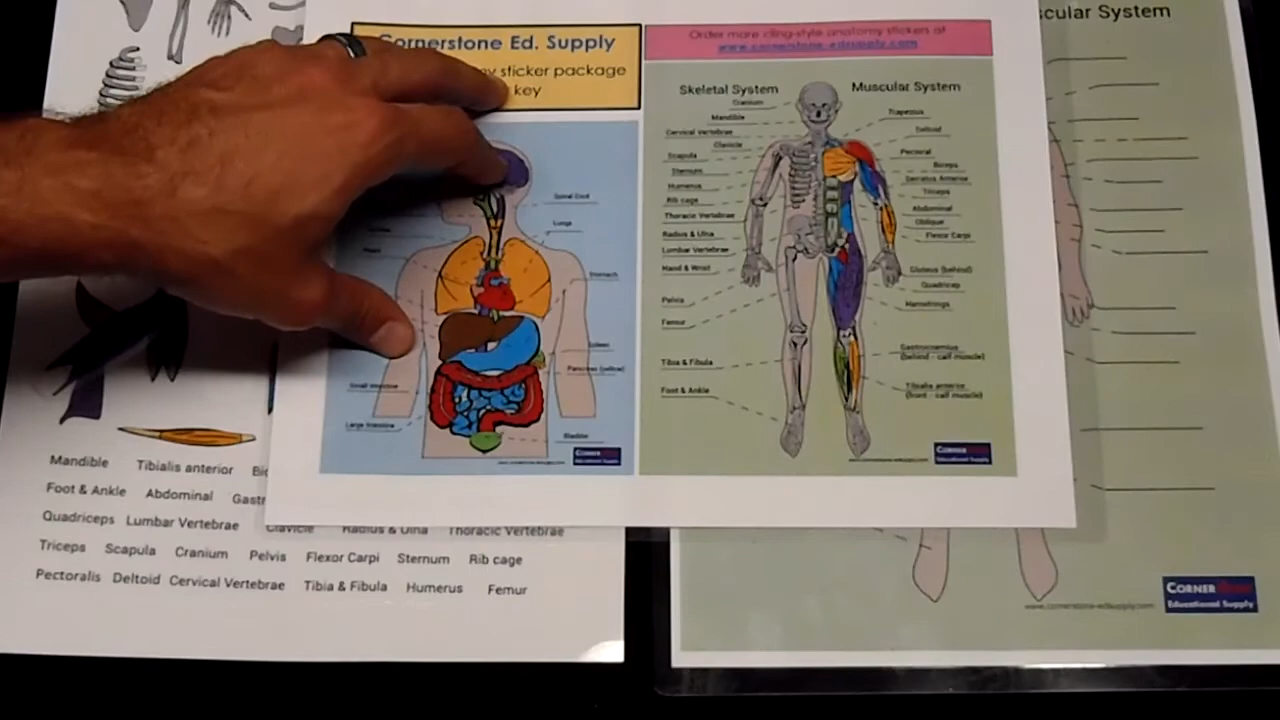 Cornerstone Ed. Supply
sticker package
key
Order more cling-style anatomy stickers at
www.cornerstone-edsupply.com
Spinal Cord
Lungs
Stomach
Spleen
Pancreas (yellow)
Small Intestine
Large Intestine
Bladder
Skeletal System
Muscular System
Cranium
Mandible
Cervical Vertebrae
Clavicle
Scapula
Sternum
Humerus
Rib cage
Thoracic Vertebrae
Radius & Ulna
Lumbar Vertebrae
Hand & Wrist
Pelvis
Femur
Tibia & Fibula
Foot & Ankle
Trapezius
Deltoid
Pectoral
Biceps
Serratus Anterior
Triceps
Abdominal
Oblique
Flexor Carpi
Gluteus (behind)
Quadricep
Hamstrings
Gastrocnemius
(behind - calf muscle)
Tibialis anterior
(front - calf muscle)
scular System
Mandible Tibialis anterior
Foot & Ankle Abdominal Gast
Quadriceps Lumbar Vertebrae Clavicle Radius & Ulna Thoracic Vertebrae
Triceps Scapula Cranium Pelvis Flexor Carpi Sternum Rib cage
Pectoralis Deltoid Cervical Vertebrae Tibia & Fibula Humerus Femur
www.cornerstone-edsupply.com
CORNER
Educational Supply